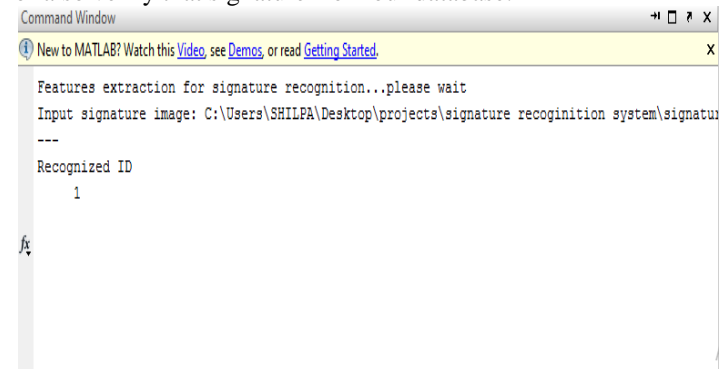 Command Window
New to MATLAB? Watch this Video, see Demos, or read Getting Started.
Features extraction for signature recognition...please wait
Input signature image: C:\Users\SHILPA\Desktop\projects\signature recoginition system\signatu
---
Recognized ID
1
fx